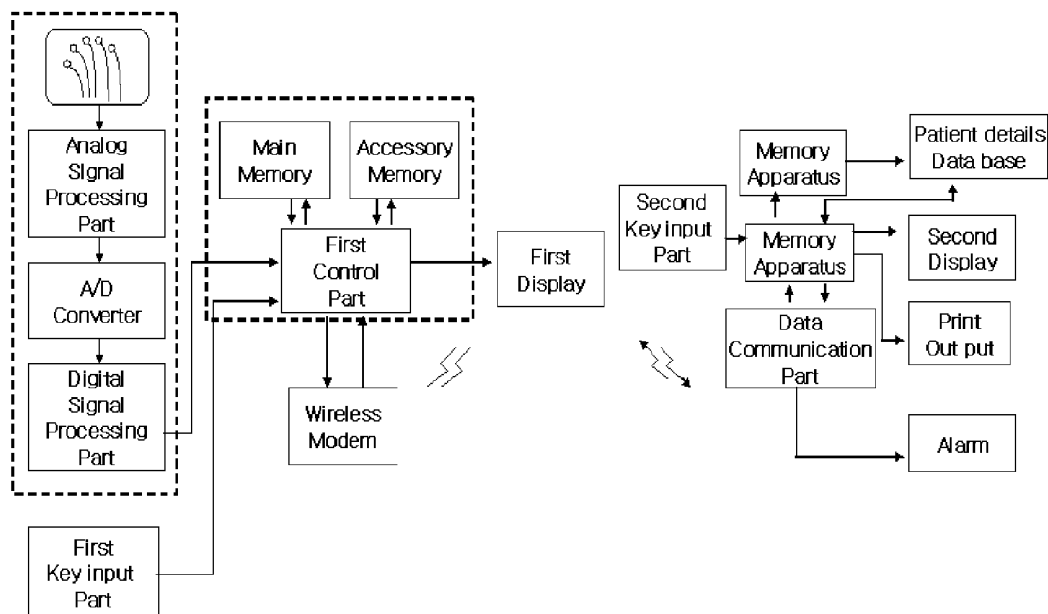 Analog
Signal
Processing
Part
A/D
Converter
Digital
Signal
Processing
Part
First
Key input
Part
Main
Memory
Accessory
Memory
First
Control
Part
Wireless
Modem
First
Display
Second
Key input
Part
Memory
Apparatus
Memory
Apparatus
Data
Communication
Part
Patient details
Data base
Second
Display
Print
Out put
Alarm